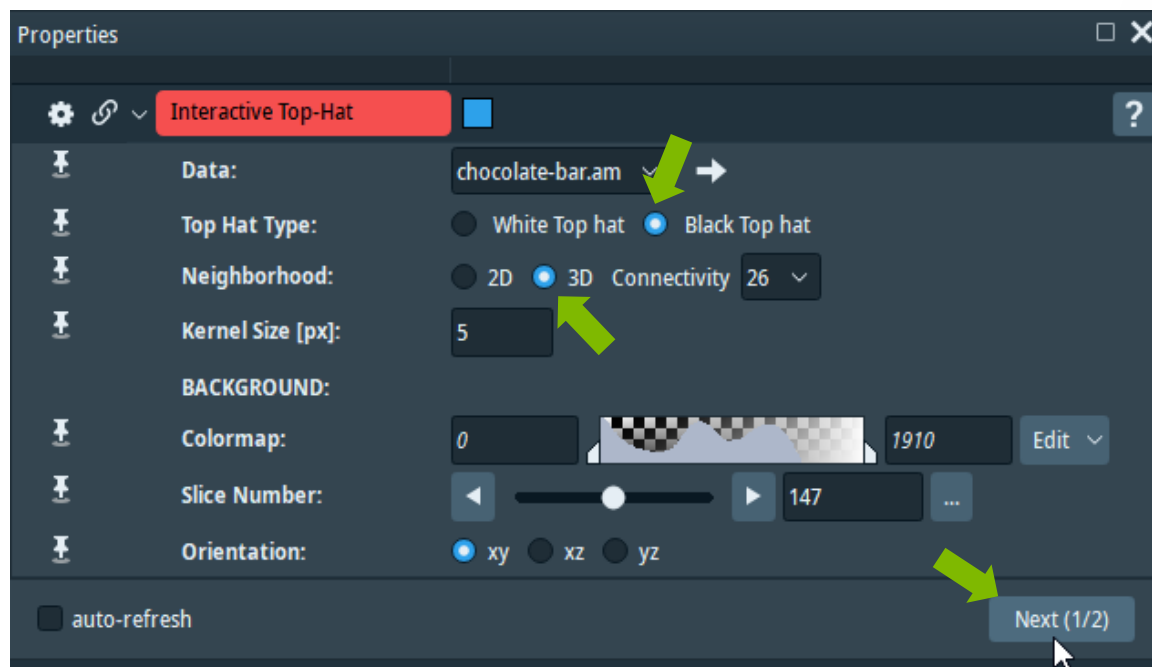 Properties
Interactive Top-Hat ?
Data: chocolate-bar.am
Top Hat Type: White Top hat Black Top hat
Neighborhood: 2D 3D Connectivity 26
Kernel Size [px]: 5
BACKGROUND:
Colormap: 0 1910 Edit
Slice Number: 147 ...
Orientation: xy xz yz
auto-refresh Next (1/2)